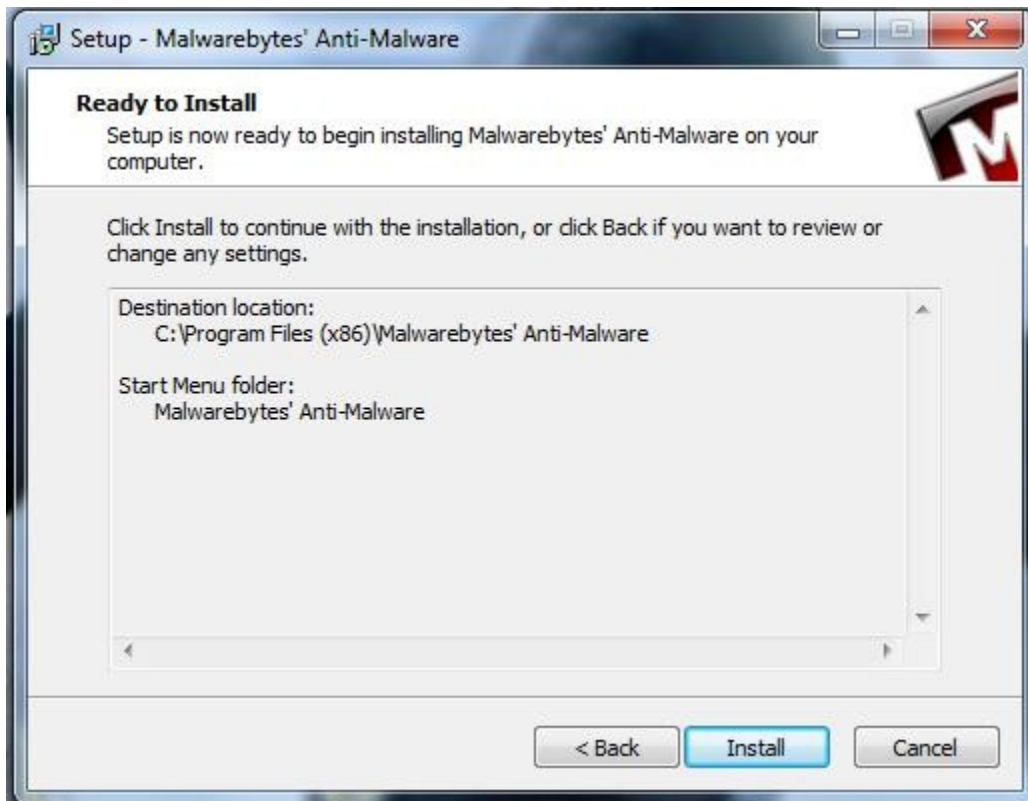 Setup - Malwarebytes' Anti-Malware
Ready to Install
Setup is now ready to begin installing Malwarebytes' Anti-Malware on your
computer.
Click Install to continue with the installation, or click Back if you want to review or
change any settings.
Destination location:
C:\Program Files (x86)\Malwarebytes' Anti-Malware
Start Menu folder:
Malwarebytes' Anti-Malware
< Back Install Cancel